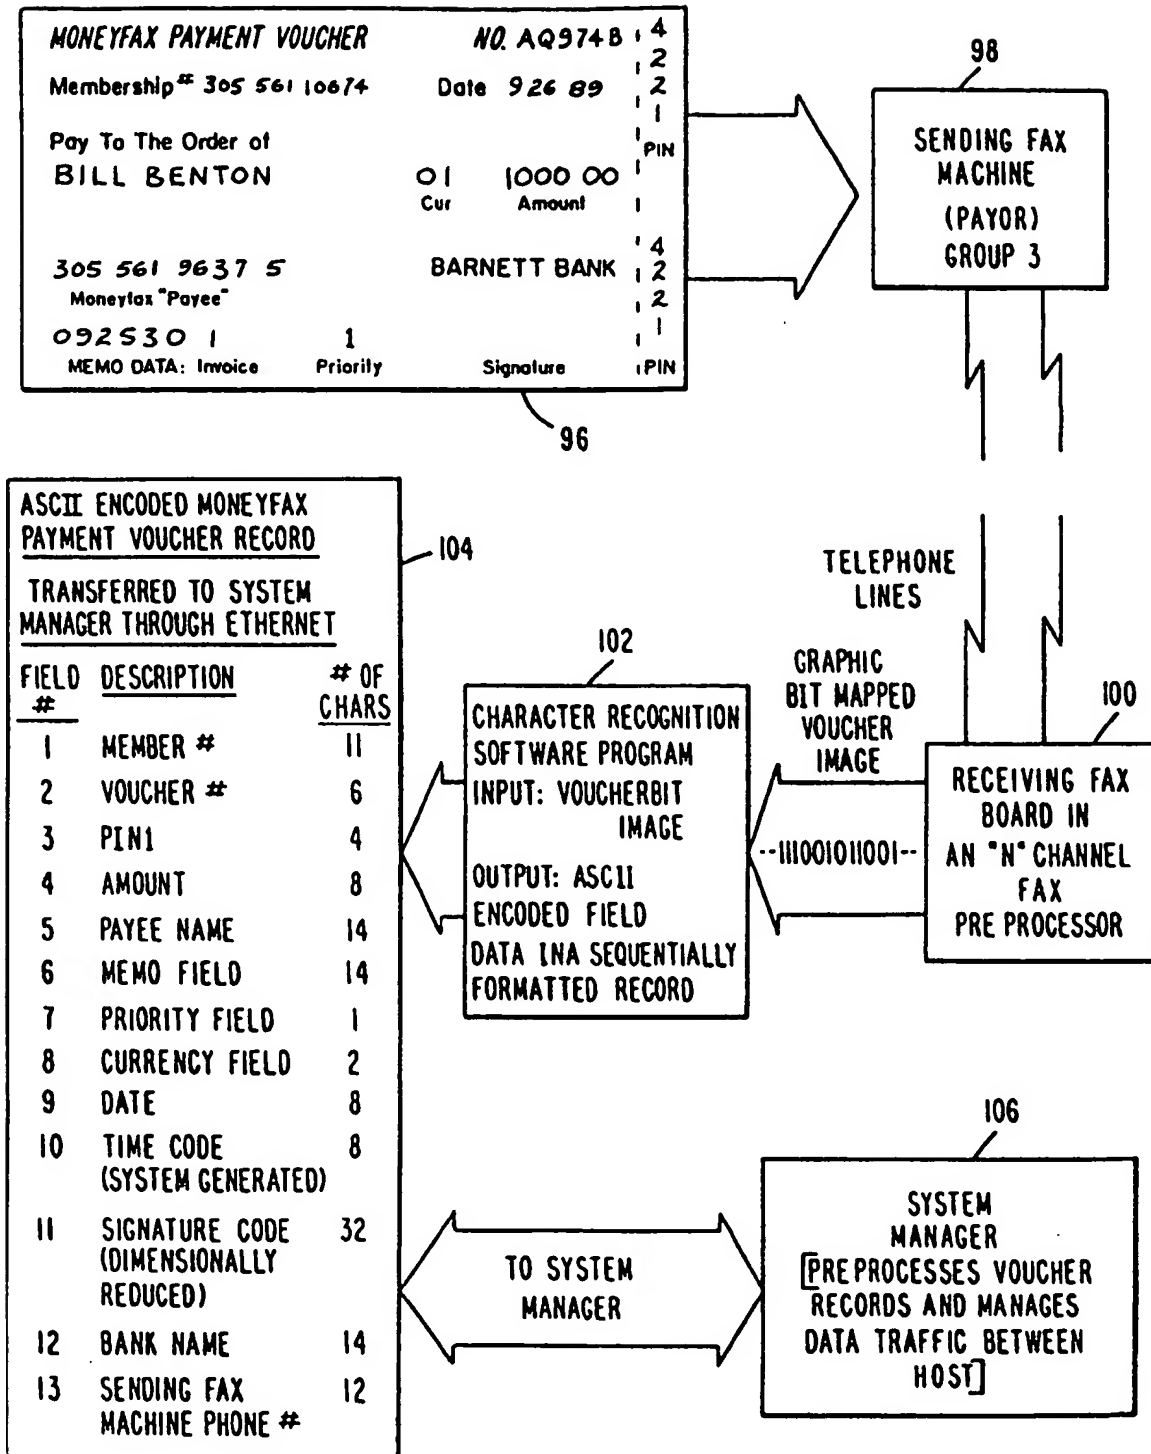 MONEYFAX PAYMENT VOUCHER NO. AQ974B
Membership # 305 561 10674 Date 9 26 89
Pay To The Order of
BILL BENTON 01 1000 00
Cur Amount
305 561 9637 5 BARNETT BANK
Moneyfax "Payee"
092530 1 1
MEMO DATA: Invoice Priority Signature
4
2
2
1
PIN
4
2
2
1
PIN
96
98
SENDING FAX
MACHINE
(PAYOR)
GROUP 3
TELEPHONE
LINES
100
RECEIVING FAX
BOARD IN
AN "N" CHANNEL
FAX
PRE PROCESSOR
GRAPHIC
BIT MAPPED
VOUCHER
IMAGE
--111001011001--
102
CHARACTER RECOGNITION
SOFTWARE PROGRAM
INPUT: VOUCHERBIT
IMAGE
OUTPUT: ASCII
ENCODED FIELD
DATA INA SEQUENTIALLY
FORMATTED RECORD
104
ASCII ENCODED MONEYFAX
PAYMENT VOUCHER RECORD
TRANSFERRED TO SYSTEM
MANAGER THROUGH ETHERNET
FIELD DESCRIPTION # OF
# CHARS
1 MEMBER # 11
2 VOUCHER # 6
3 PIN1 4
4 AMOUNT 8
5 PAYEE NAME 14
6 MEMO FIELD 14
7 PRIORITY FIELD 1
8 CURRENCY FIELD 2
9 DATE 8
10 TIME CODE 8
(SYSTEM GENERATED)
11 SIGNATURE CODE 32
(DIMENSIONALLY
REDUCED)
12 BANK NAME 14
13 SENDING FAX 12
MACHINE PHONE #
TO SYSTEM
MANAGER
106
SYSTEM
MANAGER
[PREPROCESSES VOUCHER
RECORDS AND MANAGES
DATA TRAFFIC BETWEEN
HOST]